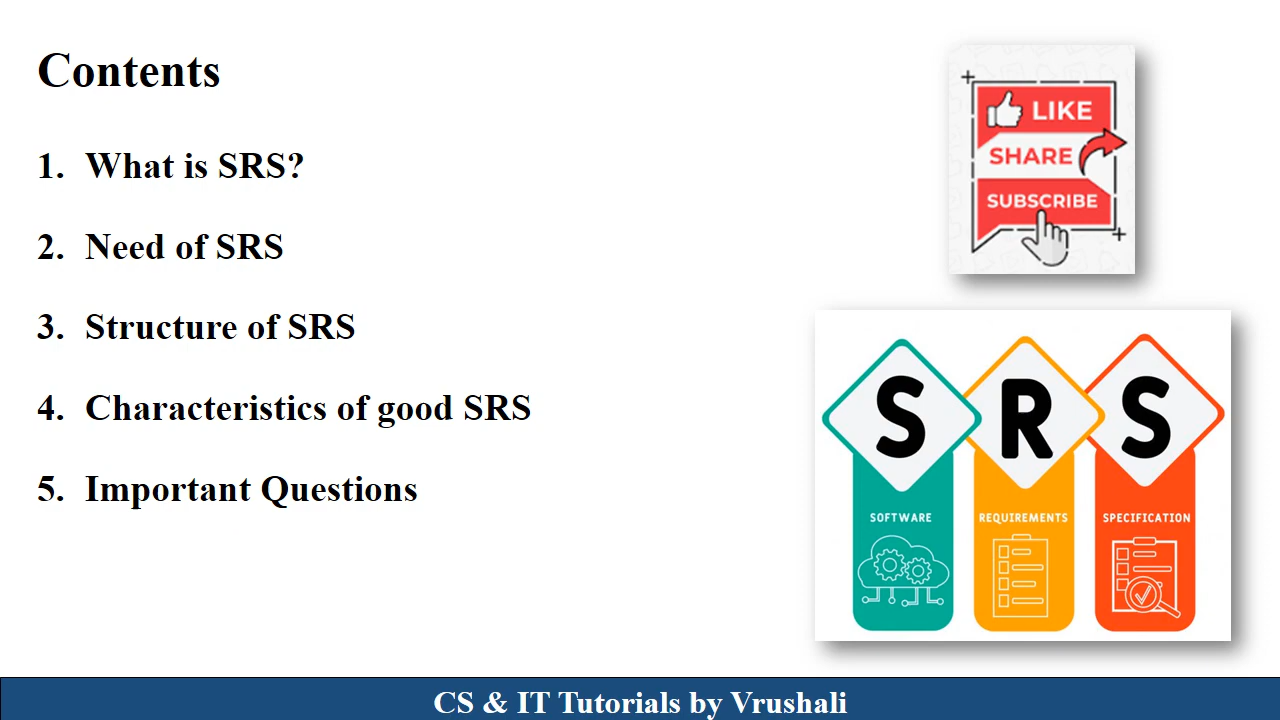 Contents
1. What is SRS?
2. Need of SRS
3. Structure of SRS
4. Characteristics of good SRS
5. Important Questions
LIKE
SHARE
SUBSCRIBE
S R S
SOFTWARE REQUIREMENTS SPECIFICATION
CS & IT Tutorials by Vrushali